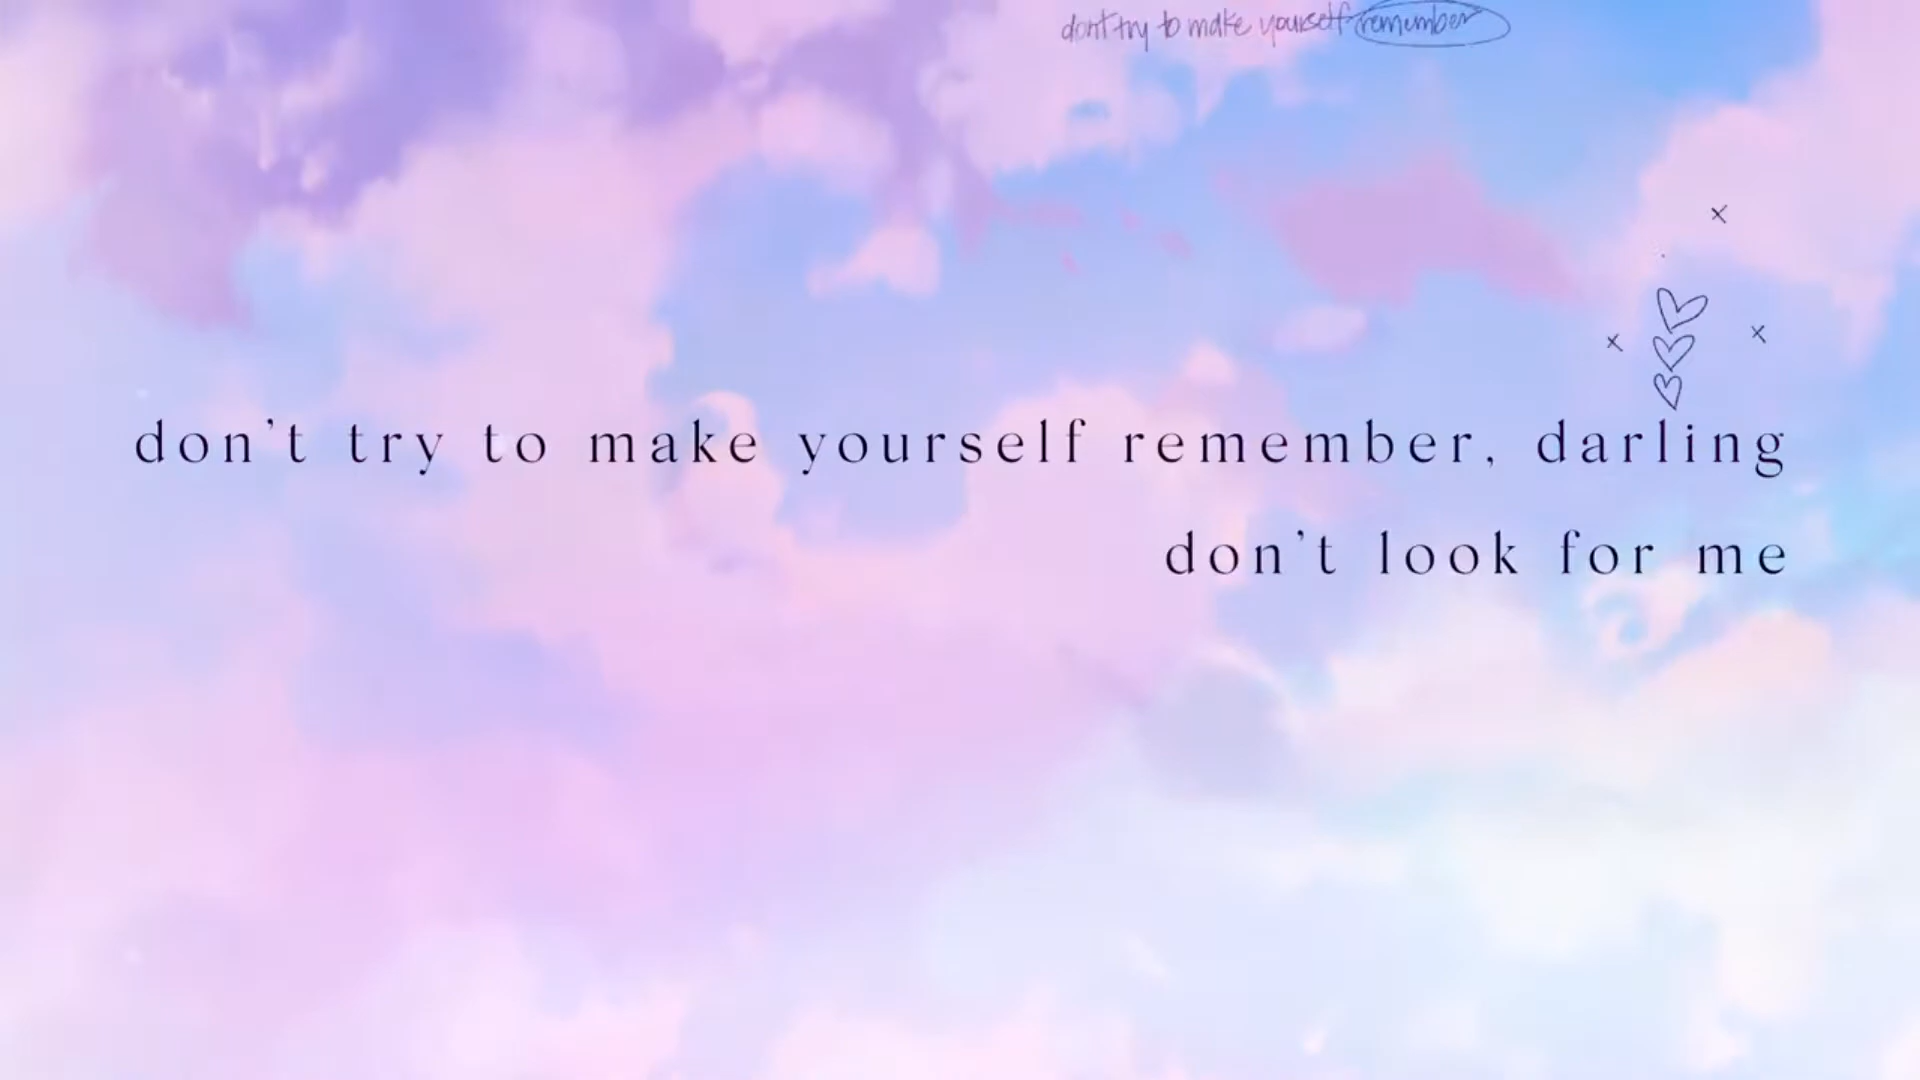 dont try to make yourself remember
don't try to make yourself remember, darling
don't look for me